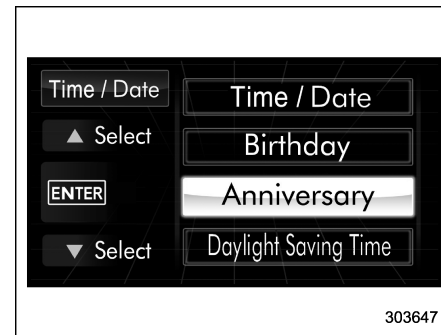 Time / Date
▲ Select
ENTER
▼ Select
Time / Date
Birthday
Anniversary
Daylight Saving Time
303647